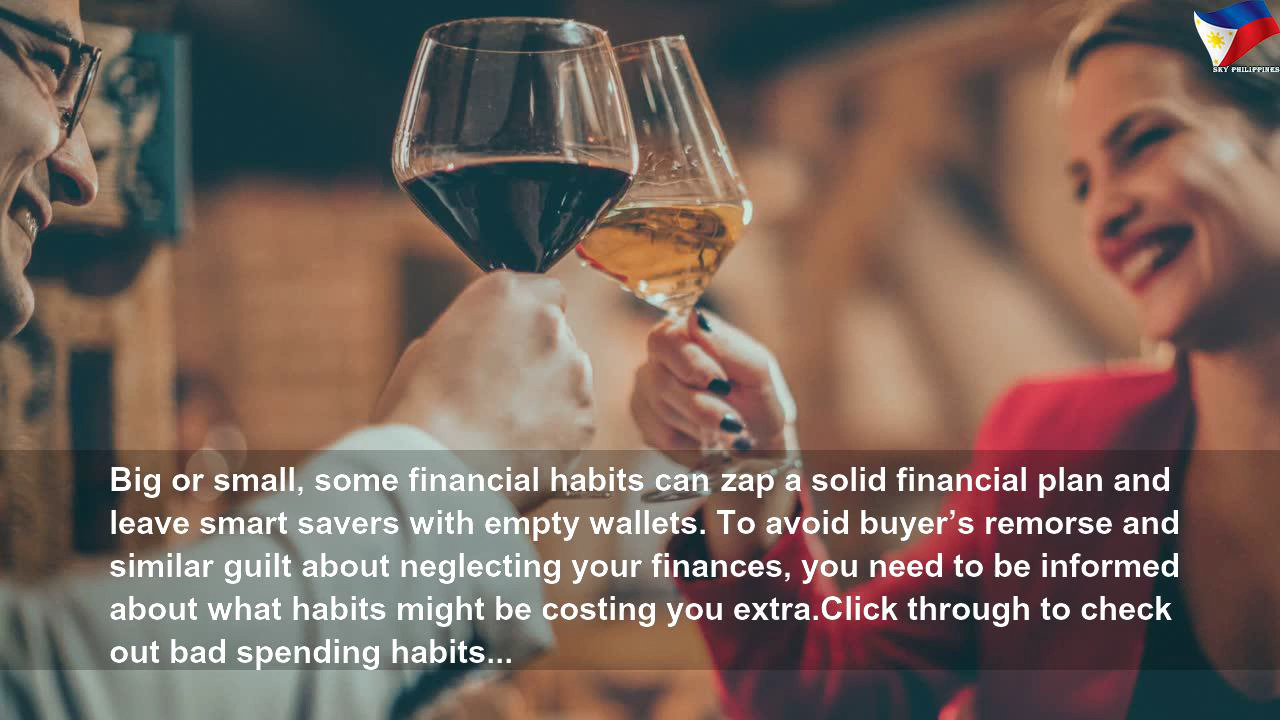 SKY PHILIPPINES
Big or small, some financial habits can zap a solid financial plan and
leave smart savers with empty wallets. To avoid buyer’s remorse and
similar guilt about neglecting your finances, you need to be informed
about what habits might be costing you extra.Click through to check
out bad spending habits...